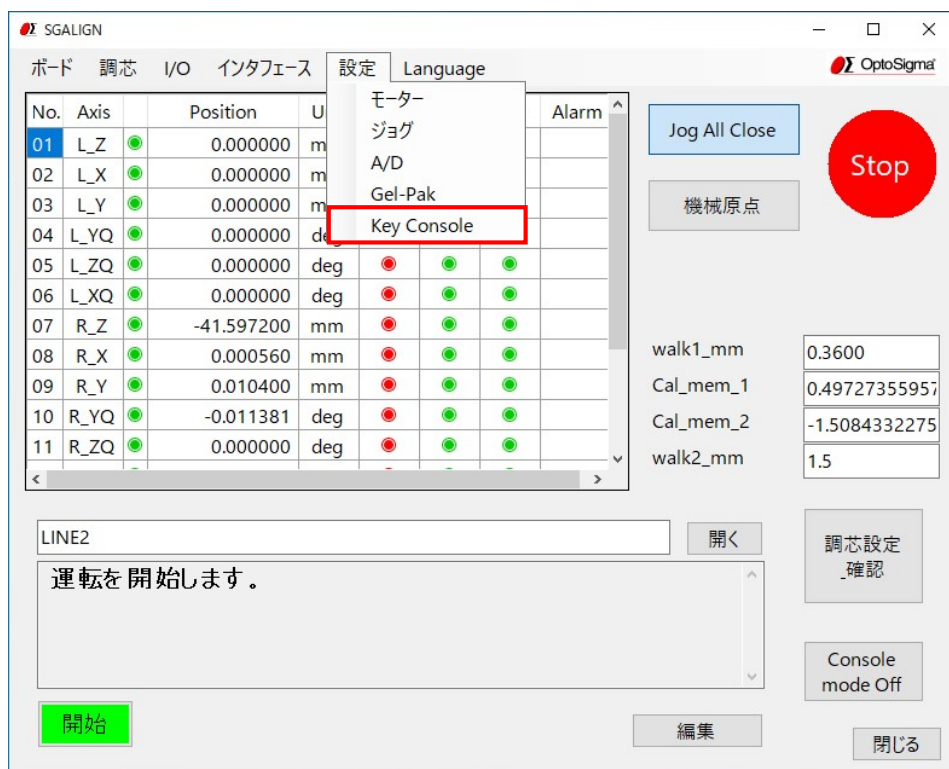 SGALIGN
ボード 調芯 I/O インタフェース 設定 Language
OptoSigma
モーター
ジョグ
A/D
Gel-Pak
Key Console
No. Axis Position U Alarm
01 L_Z 0.000000 m
02 L_X 0.000000 m
03 L_Y 0.000000 m
04 L_YQ 0.000000 de
05 L_ZQ 0.000000 deg
06 L_XQ 0.000000 deg
07 R_Z -41.597200 mm
08 R_X 0.000560 mm
09 R_Y 0.010400 mm
10 R_YQ -0.011381 deg
11 R_ZQ 0.000000 deg
Jog All Close
Stop
機械原点
walk1_mm 0.3600
Cal_mem_1 0.49727355957
Cal_mem_2 -1.5084332275
walk2_mm 1.5
LINE2
開く
運転を開始します。
調芯設定
_確認
Console
mode Off
開始
編集
閉じる